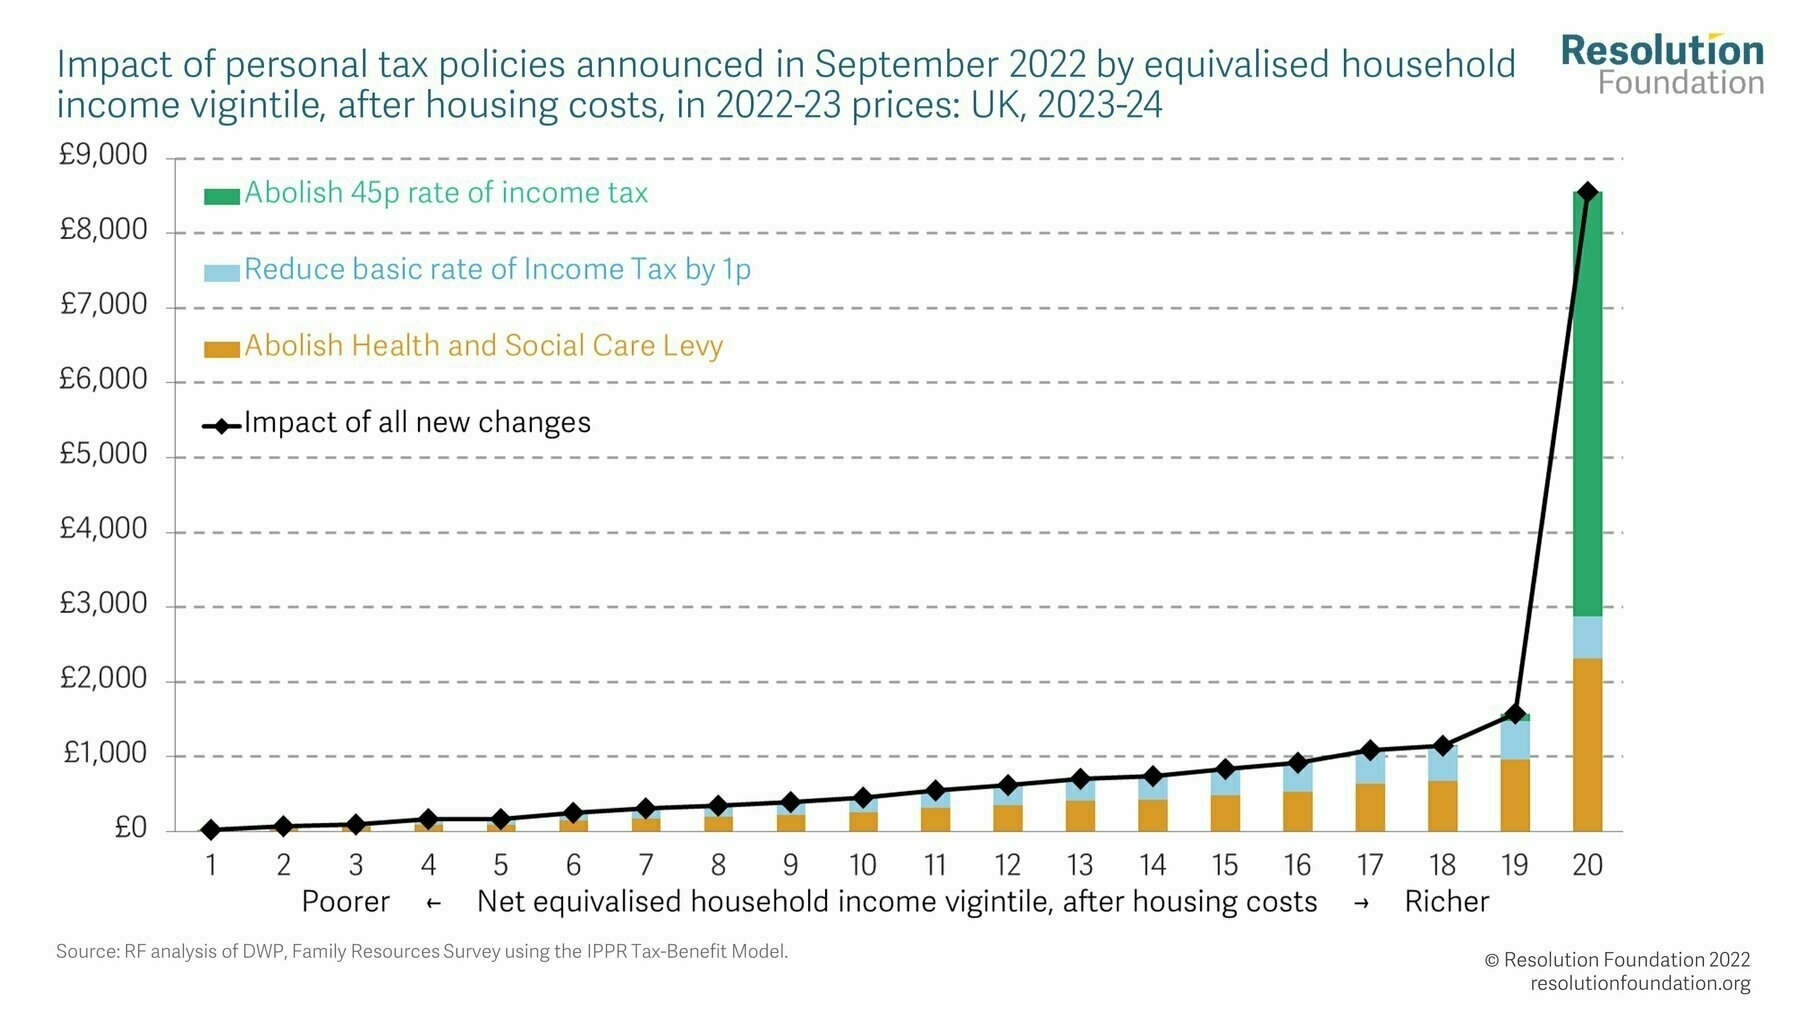 Impact of personal tax policies announced in September 2022 by equivalised household
income vigintile, after housing costs, in 2022-23 prices: UK, 2023-24
Resolution
Foundation
£9,000
£8,000
£7,000
£6,000
£5,000
£4,000
£3,000
£2,000
£1,000
£0
Abolish 45p rate of income tax
Reduce basic rate of Income Tax by 1p
Abolish Health and Social Care Levy
Impact of all new changes
1 2 3 4 5 6 7 8 9 10 11 12 13 14 15 16 17 18 19 20
Poorer ← Net equivalised household income vigintile, after housing costs → Richer
Source: RF analysis of DWP, Family Resources Survey using the IPPR Tax-Benefit Model.
© Resolution Foundation 2022
resolutionfoundation.org